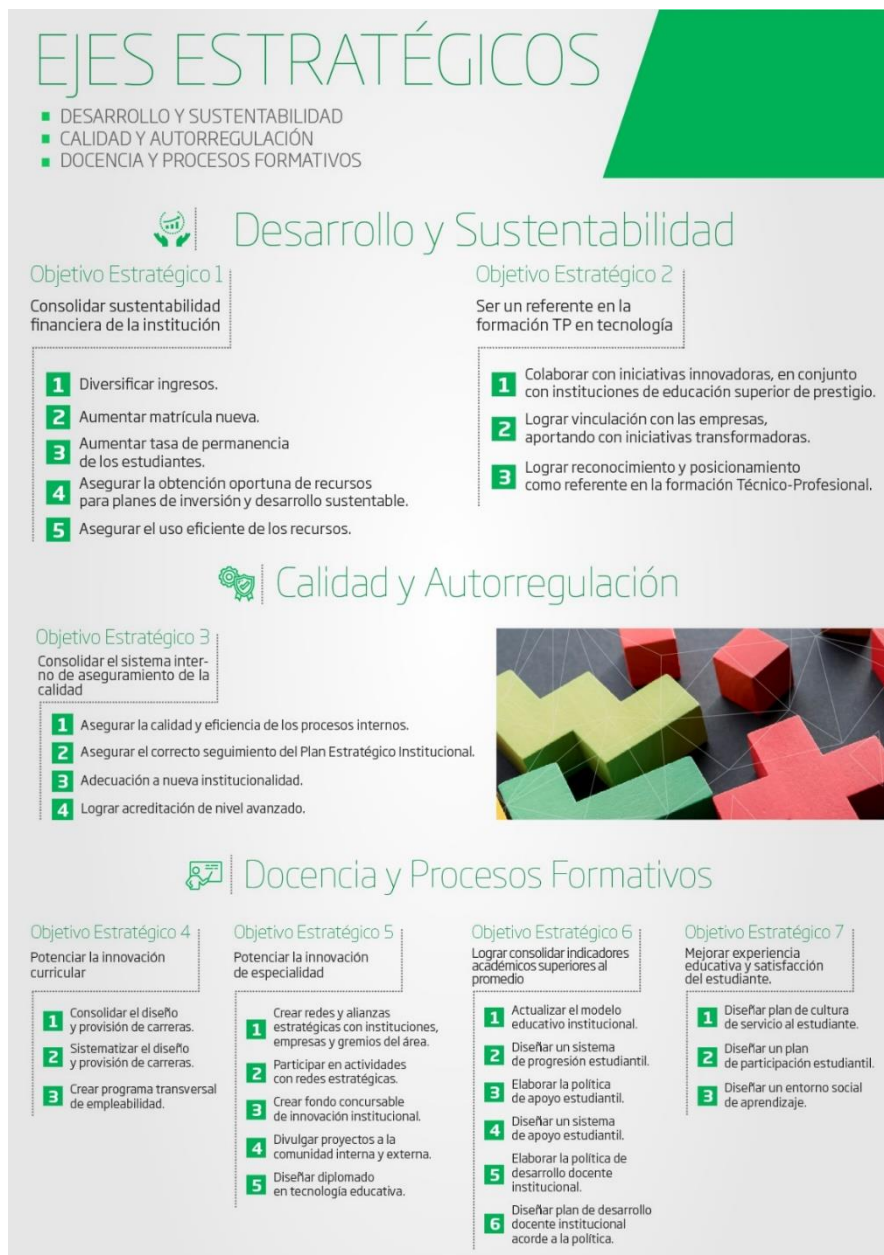 EJES ESTRATÉGICOS
DESARROLLO Y SUSTENTABILIDAD
CALIDAD Y AUTORREGULACIÓN
DOCENCIA Y PROCESOS FORMATIVOS
Desarrollo y Sustentabilidad
Objetivo Estratégico 1
Consolidar sustentabilidad
financiera de la institución
1 Diversificar ingresos.
2 Aumentar matrícula nueva.
3 Aumentar tasa de permanencia
de los estudiantes.
4 Asegurar la obtención oportuna de recursos
para planes de inversión y desarrollo sustentable.
5 Asegurar el uso eficiente de los recursos.
Objetivo Estratégico 2
Ser un referente en la
formación TP en tecnología
1 Colaborar con iniciativas innovadoras, en conjunto
con instituciones de educación superior de prestigio.
2 Lograr vinculación con las empresas,
aportando con iniciativas transformadoras.
3 Lograr reconocimiento y posicionamiento
como referente en la formación Técnico-Profesional.
Calidad y Autorregulación
Objetivo Estratégico 3
Consolidar el sistema inter-
no de aseguramiento de la
calidad
1 Asegurar la calidad y eficiencia de los procesos internos.
2 Asegurar el correcto seguimiento del Plan Estratégico Institucional.
3 Adecuación a nueva institucionalidad.
4 Lograr acreditación de nivel avanzado.
Docencia y Procesos Formativos
Objetivo Estratégico 4
Potenciar la innovación
curricular
1 Consolidar el diseño
y provisión de carreras.
2 Sistematizar el diseño
y provisión de carreras.
3 Crear programa transversal
de empleabilidad.
Objetivo Estratégico 5
Potenciar la innovación
de especialidad
1 Crear redes y alianzas
estratégicas con instituciones,
empresas y gremios del área.
2 Participar en actividades
con redes estratégicas.
3 Crear fondo concursable
de innovación institucional.
4 Divulgar proyectos a la
comunidad interna y externa.
5 Diseñar diplomado
en tecnología educativa.
Objetivo Estratégico 6
Lograr consolidar indicadores
académicos superiores al
promedio
1 Actualizar el modelo
educativo institucional.
2 Diseñar un sistema
de progresión estudiantil.
3 Elaborar la política
de apoyo estudiantil.
4 Diseñar un sistema
de apoyo estudiantil.
5 Elaborar la política de
desarrollo docente
institucional.
6 Diseñar plan de desarrollo
docente institucional
acorde a la política.
Objetivo Estratégico 7
Mejorar experiencia
educativa y satisfacción
del estudiante.
1 Diseñar plan de cultura
de servicio al estudiante.
2 Diseñar un plan
de participación estudiantil.
3 Diseñar un entorno social
de aprendizaje.